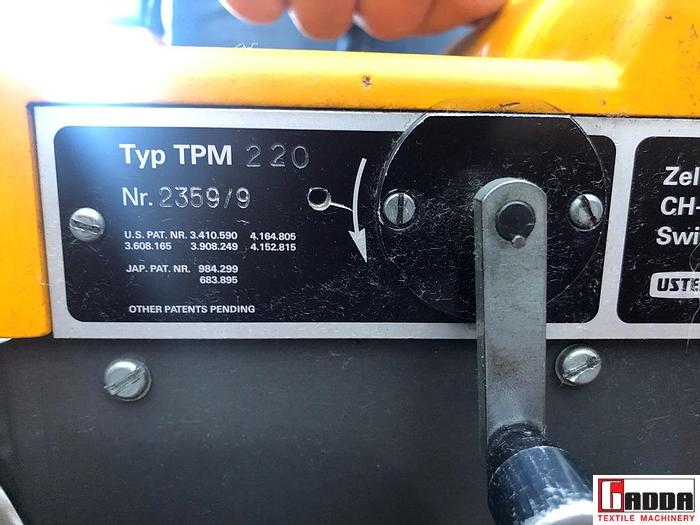 Typ TPM 220
Nr. 2359/9
U.S. PAT. NR. 3.410.590 4.164.805
3.608.165 3.908.249 4.152.815
JAP. PAT. NR. 984.299
683.895
OTHER PATENTS PENDING
Zel
CH-
Swi
USTE
GADDA
TEXTILE MACHINERY